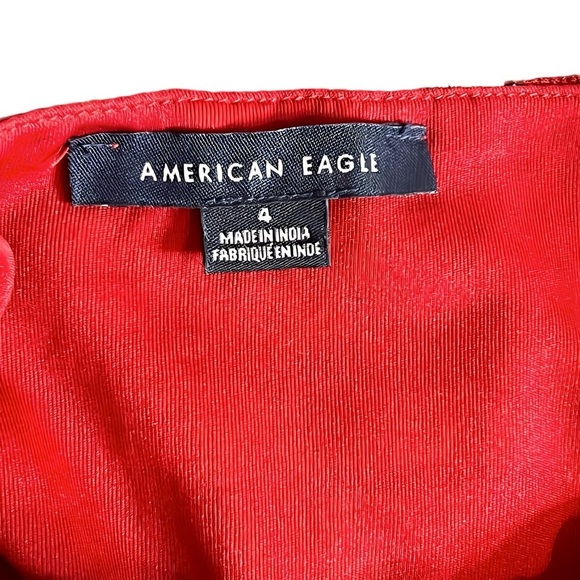 AMERICAN EAGLE
4
MADE IN INDIA
FABRIQUÉ EN INDE